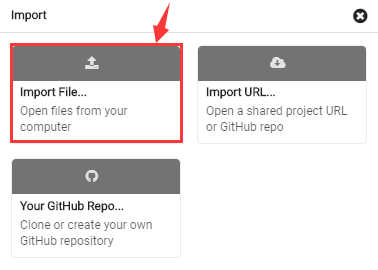 Import
Import File...
Open files from your
computer
Import URL...
Open a shared project URL
or GitHub repo
Your GitHub Repo...
Clone or create your own
GitHub repository